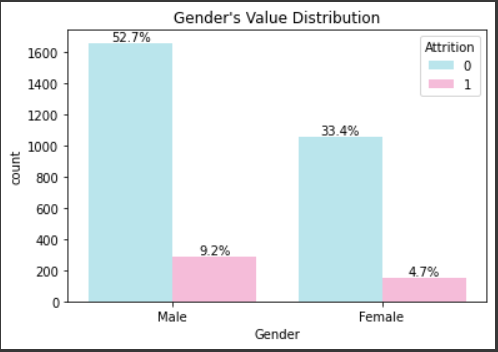 Gender's Value Distribution
Attrition
0
1
52.7%
9.2%
33.4%
4.7%
1600
1400
1200
1000
800
600
400
200
0
count
Male
Female
Gender